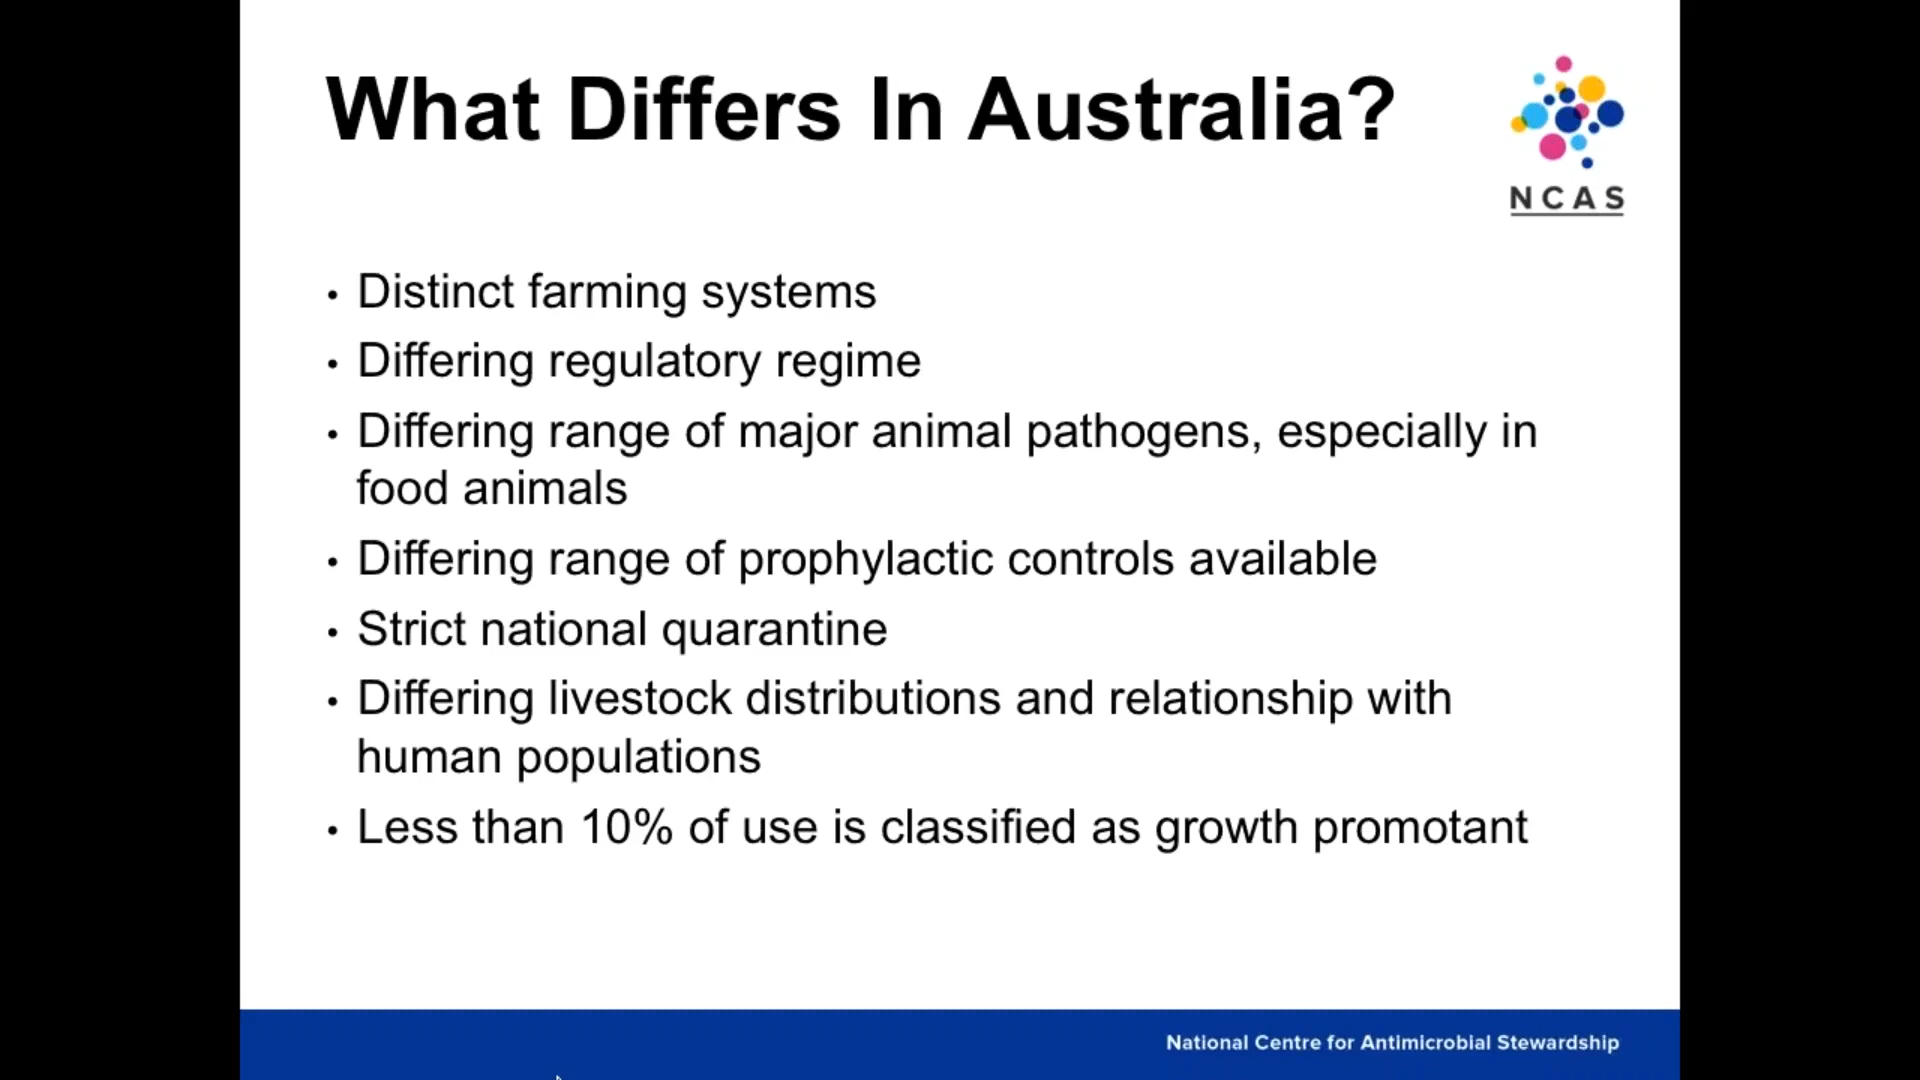 What Differs In Australia?
NCAS
• Distinct farming systems
• Differing regulatory regime
• Differing range of major animal pathogens, especially in
food animals
• Differing range of prophylactic controls available
• Strict national quarantine
• Differing livestock distributions and relationship with
human populations
• Less than 10% of use is classified as growth promotant
National Centre for Antimicrobial Stewardship